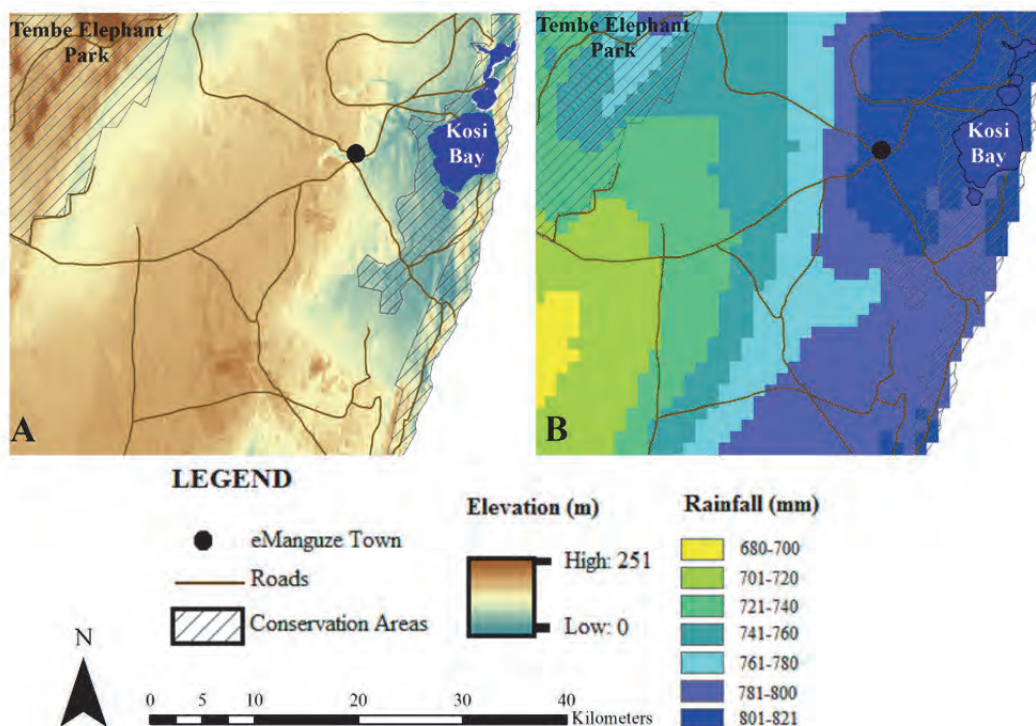 Tembe Elephant
Park
Kosi
Bay
A
Tembe Elephant
Park
Kosi
Bay
B
LEGEND
eManguze Town
Roads
Conservation Areas
Elevation (m)
High: 251
Low: 0
Rainfall (mm)
680-700
701-720
721-740
741-760
761-780
781-800
801-821
N
0 5 10 20 30 40
Kilometers